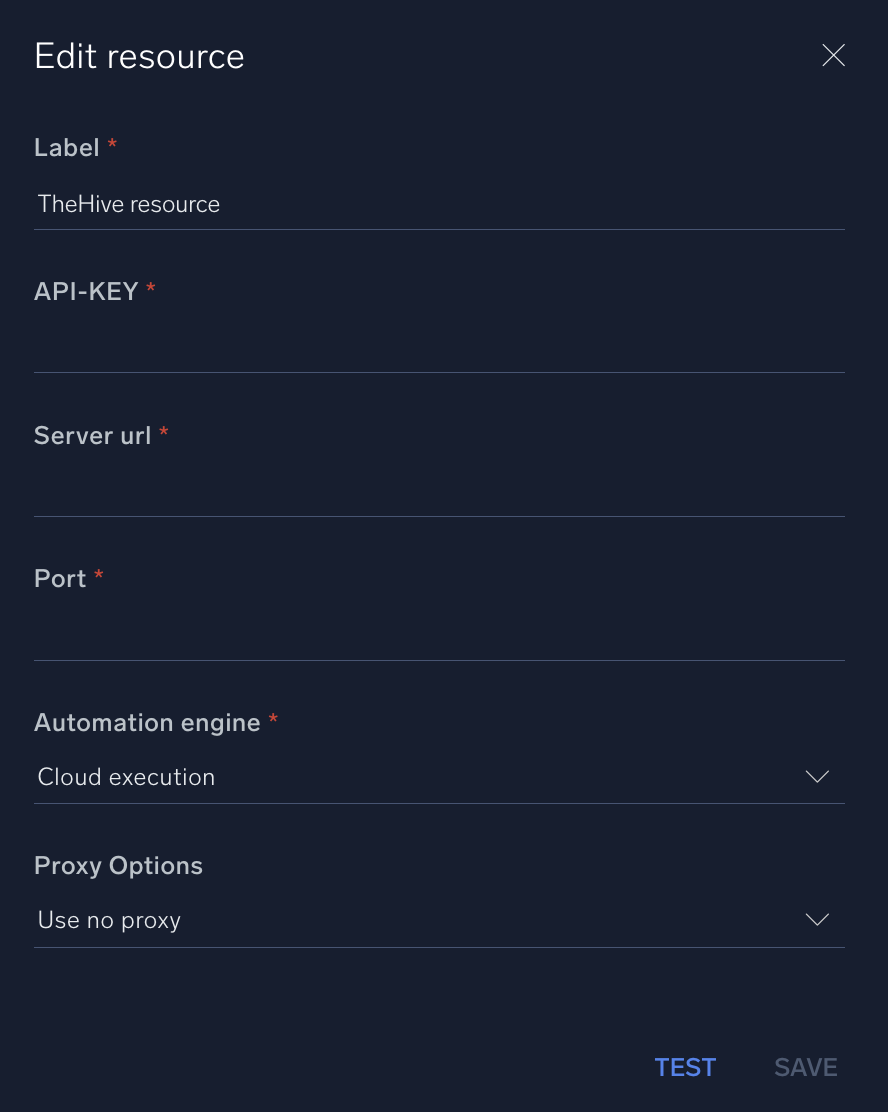 Edit resource
Label *
TheHive resource
API-KEY *
Server url *
Port *
Automation engine *
Cloud execution
Proxy Options
Use no proxy
TEST SAVE